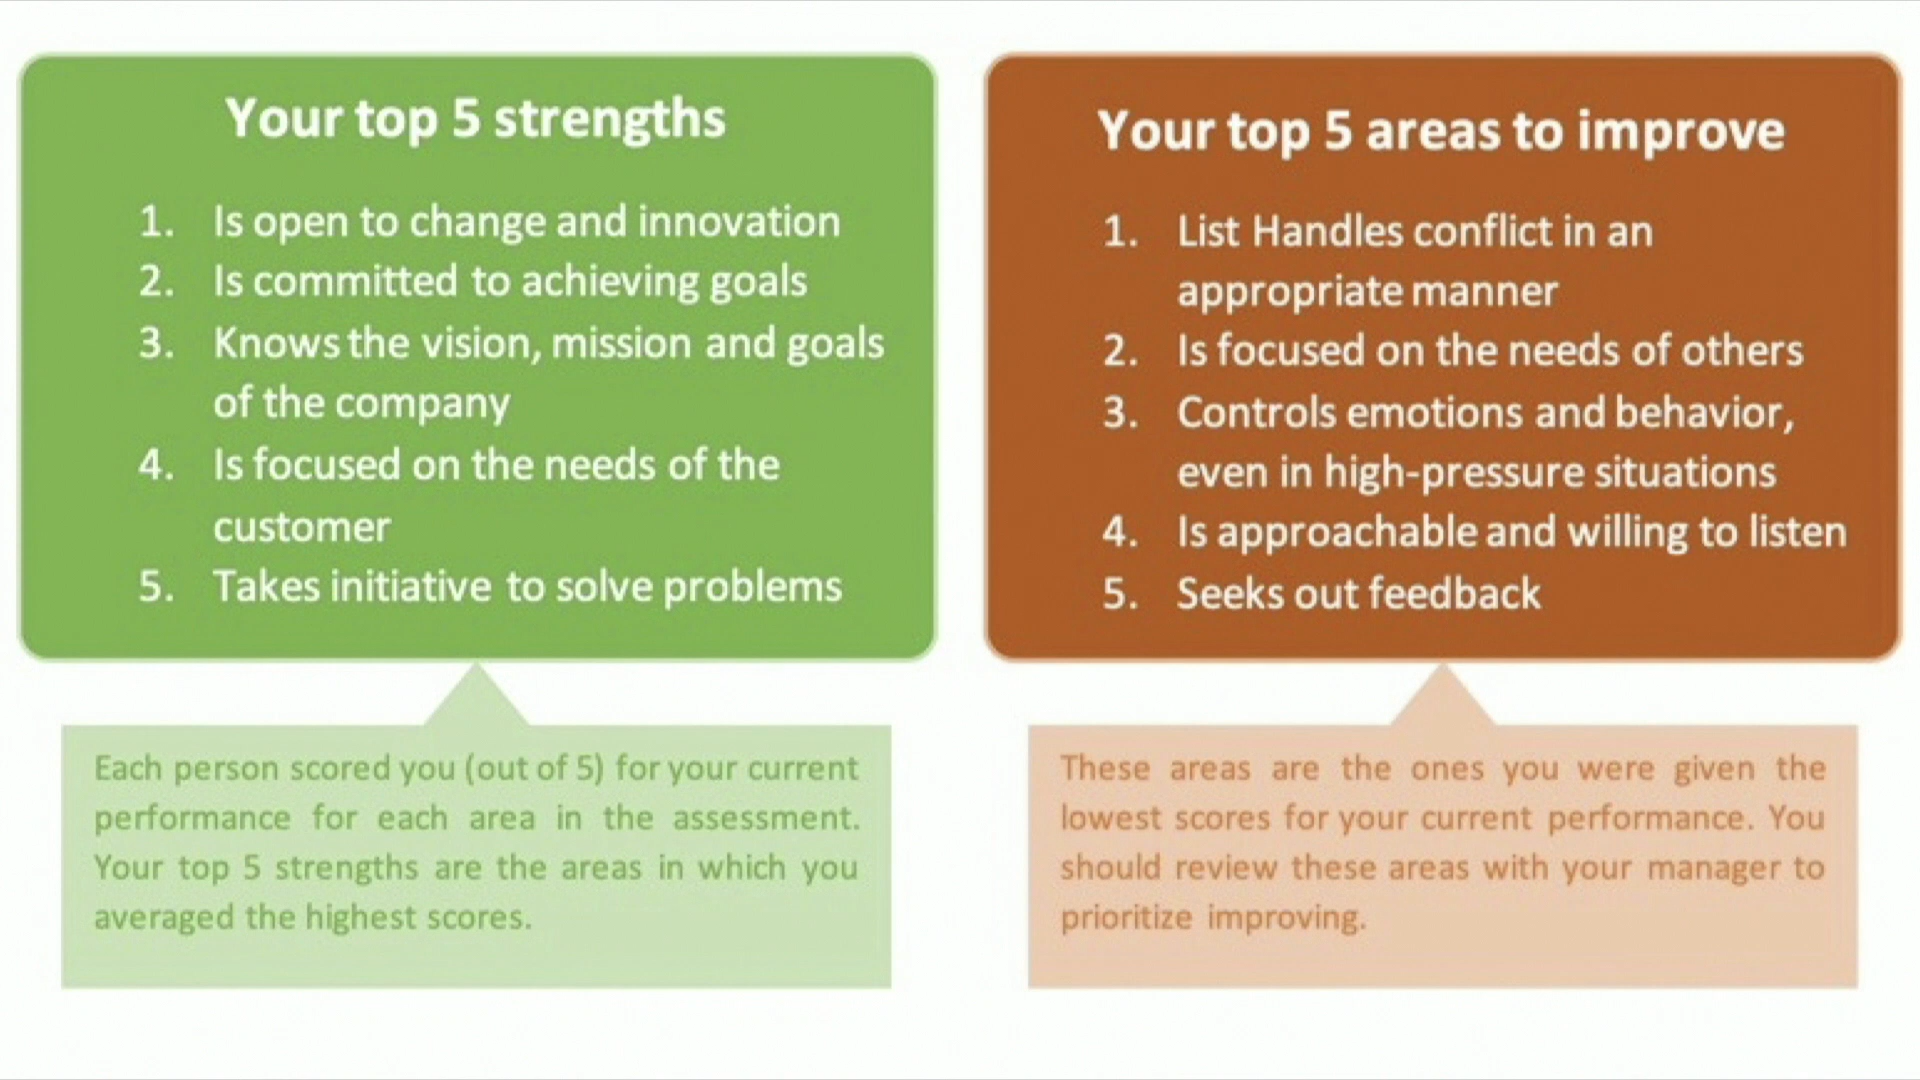 Your top 5 strengths
1. Is open to change and innovation
2. Is committed to achieving goals
3. Knows the vision, mission and goals
of the company
4. Is focused on the needs of the
customer
5. Takes initiative to solve problems
Each person scored you (out of 5) for your current
performance for each area in the assessment.
Your top 5 strengths are the areas in which you
averaged the highest scores.
Your top 5 areas to improve
1. List Handles conflict in an
appropriate manner
2. Is focused on the needs of others
3. Controls emotions and behavior,
even in high-pressure situations
4. Is approachable and willing to listen
5. Seeks out feedback
These areas are the ones you were given the
lowest scores for your current performance. You
should review these areas with your manager to
prioritize improving.